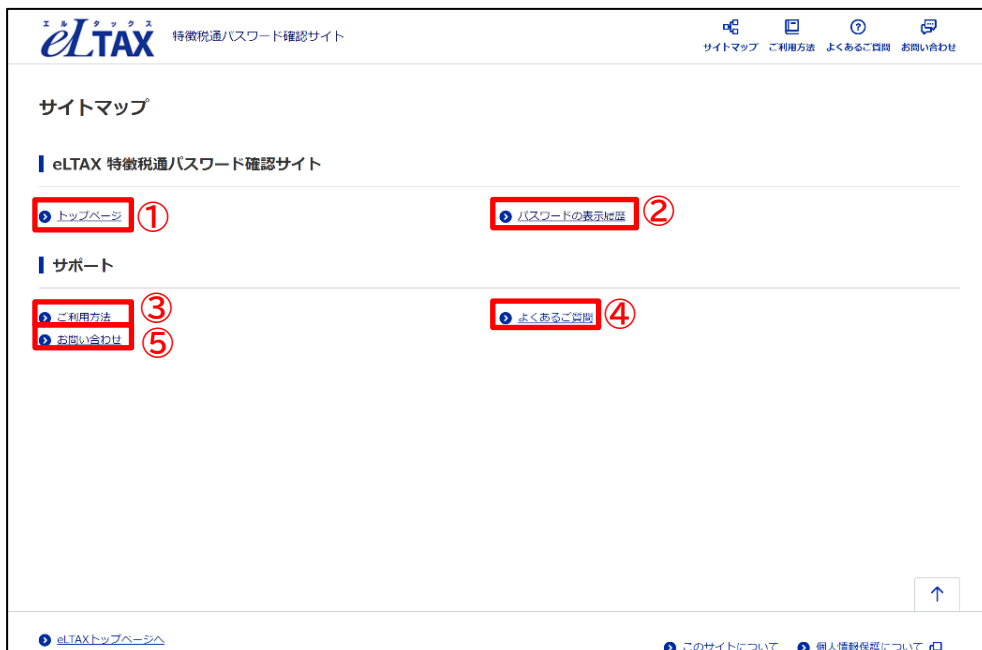 エルタックス
eLTAX 特徴税通パスワード確認サイト
サイトマップ ご利用方法 よくあるご質問 お問い合わせ
サイトマップ
eLTAX 特徴税通パスワード確認サイト
トップページ ① パスワードの表示履歴 ②
サポート
ご利用方法 ③ よくあるご質問 ④
お問い合わせ ⑤
eLTAXトップページへ
このサイトについて 個人情報保護について